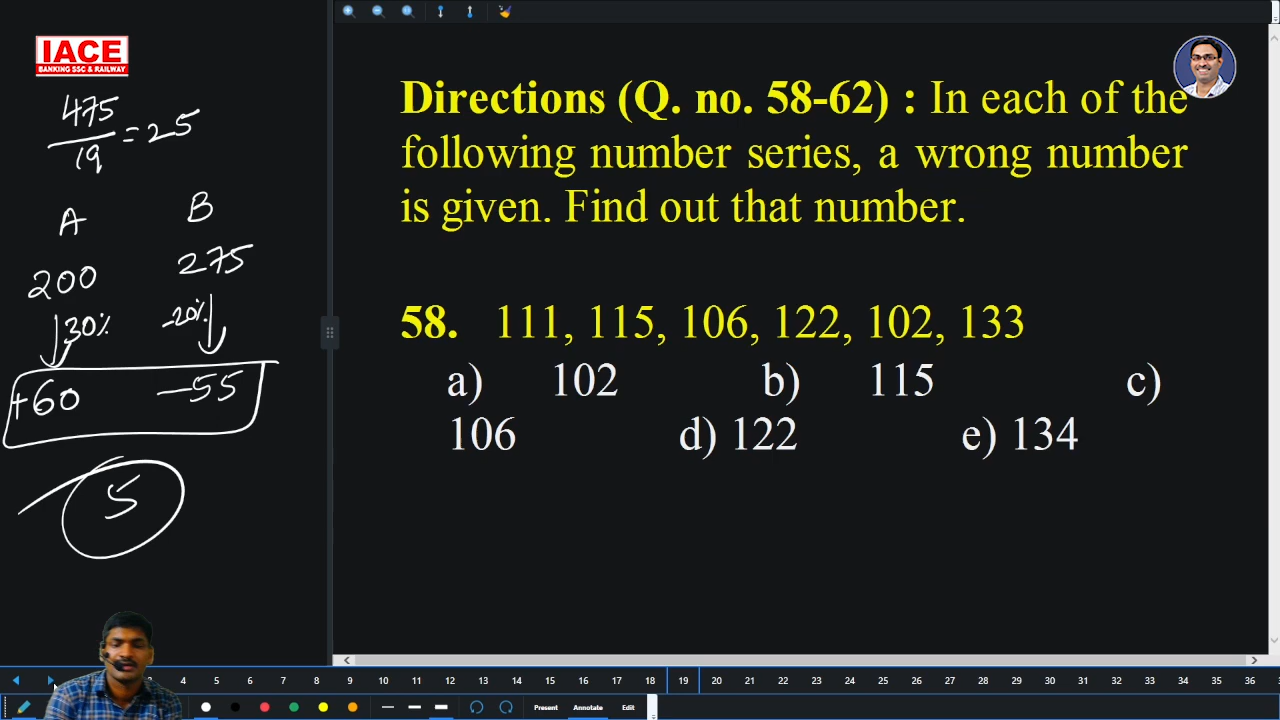 IACE
BANKING SSC & RAILWAY
475
19
=25
A B
200 275
30% -20%
+60 -55
5
Directions (Q. no. 58-62) : In each of the
following number series, a wrong number
is given. Find out that number.
58. 111, 115, 106, 122, 102, 133
a) 102 b) 115 c)
106 d) 122 e) 134
3 4 5 6 7 8 9 10 11 12 13 14 15 16 17 18 19 20 21 22 23 24 25 26 27 28 29 30 31 32 33 34 35 36
Present Annotate Edit